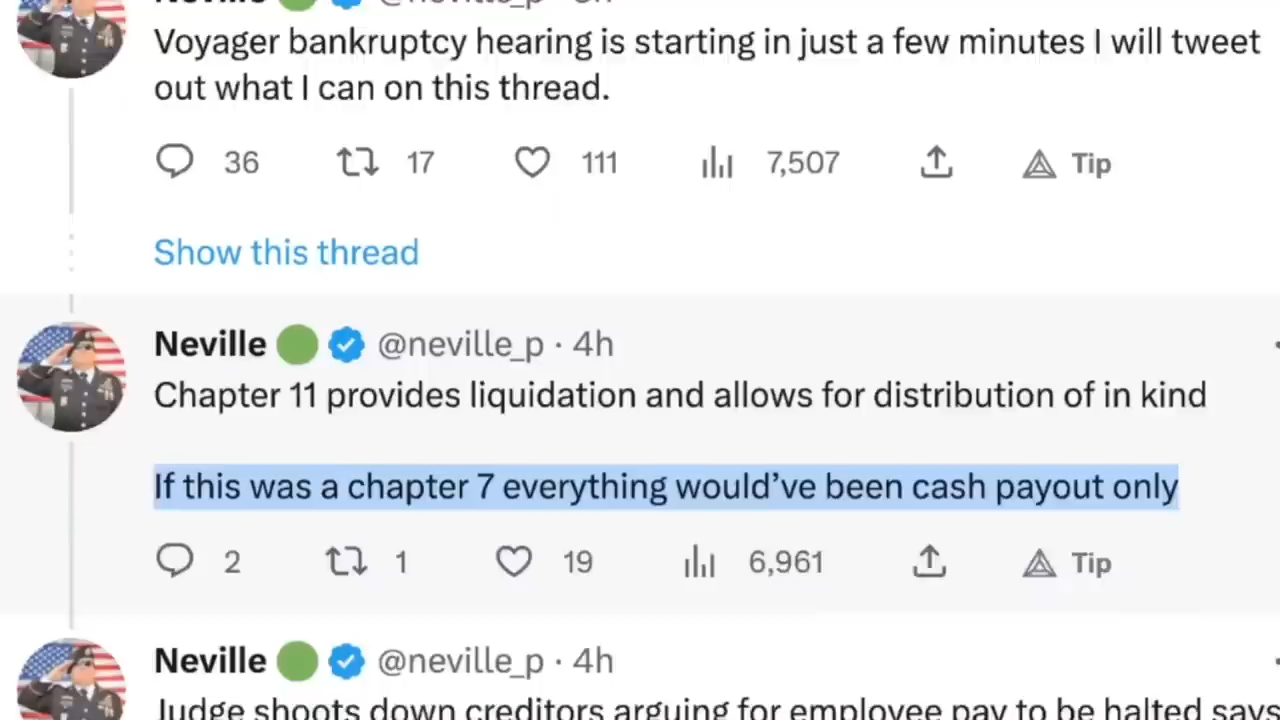 Neville @neville_p
Voyager bankruptcy hearing is starting in just a few minutes I will tweet
out what I can on this thread.
36 17 111 7,507 Tip
Show this thread
Neville @neville_p · 4h
Chapter 11 provides liquidation and allows for distribution of in kind
If this was a chapter 7 everything would've been cash payout only
2 1 19 6,961 Tip
Neville @neville_p · 4h
Judge shoots down creditors arguing for employee pay to be halted says